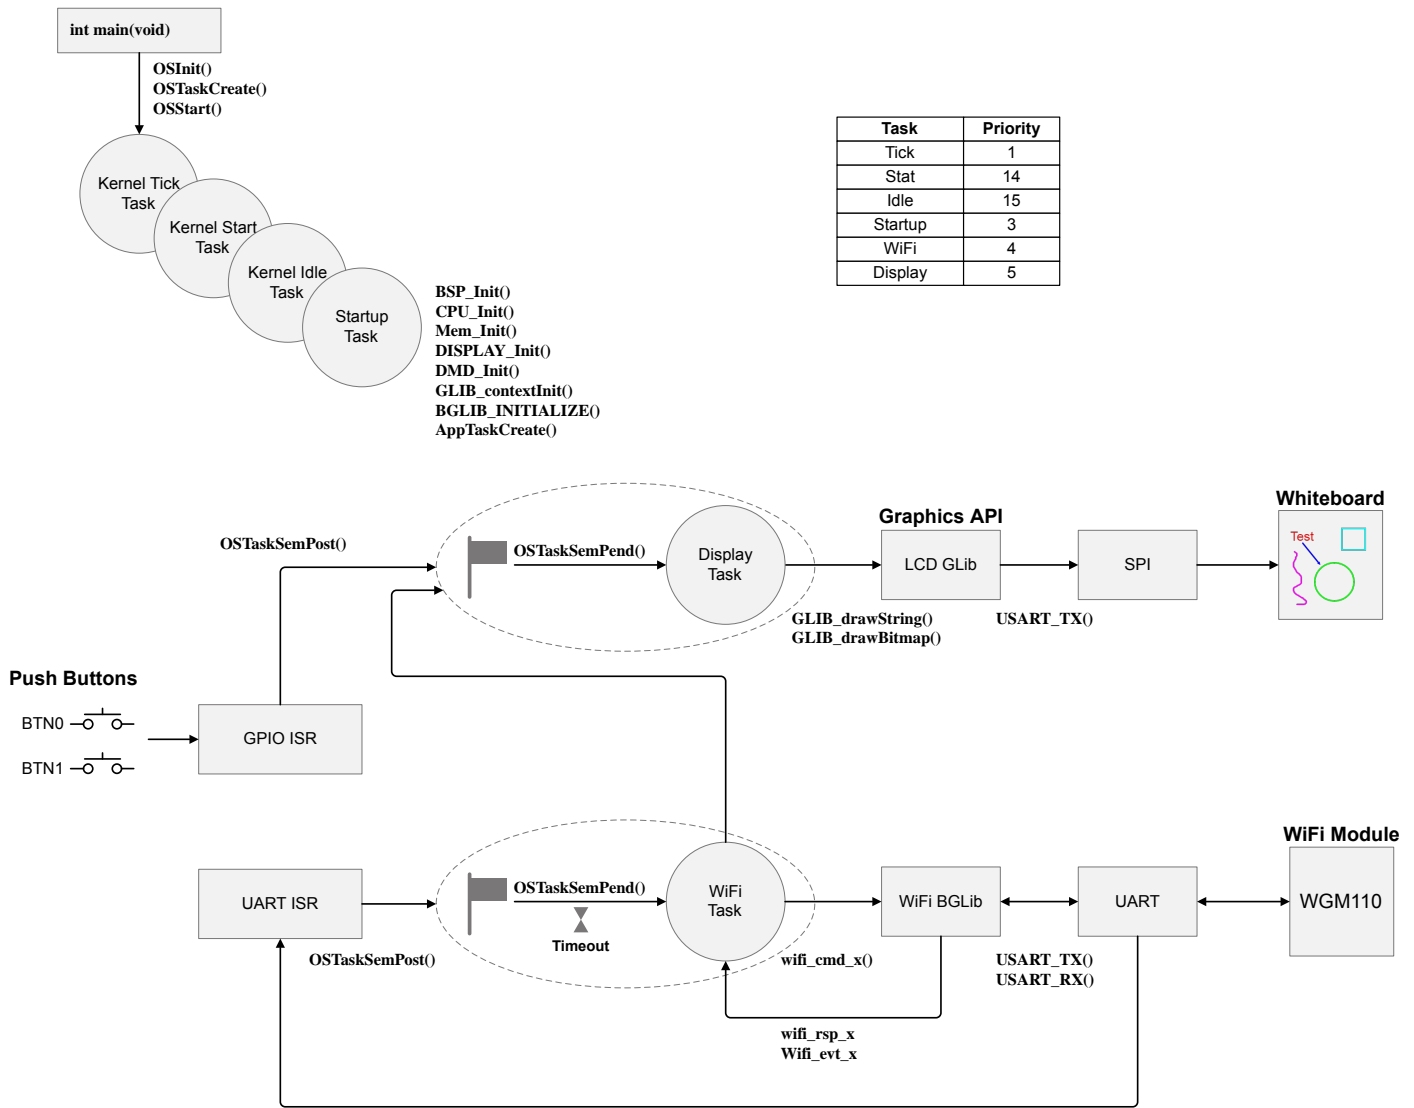 int main(void)
OSInit()
OSTaskCreate()
OSStart()
Kernel Tick
Task
Kernel Start
Task
Kernel Idle
Task
Startup
Task
BSP_Init()
CPU_Init()
Mem_Init()
DISPLAY_Init()
DMD_Init()
GLIB_contextInit()
BGLIB_INITIALIZE()
AppTaskCreate()
Task Priority
Tick 1
Stat 14
Idle 15
Startup 3
WiFi 4
Display 5
OSTaskSemPost()
OSTaskSemPend()
Display
Task
GLIB_drawString()
GLIB_drawBitmap()
Graphics API
LCD GLib
USART_TX()
SPI
Whiteboard
Test
Push Buttons
BTN0
BTN1
GPIO ISR
UART ISR
OSTaskSemPost()
OSTaskSemPend()
Timeout
WiFi
Task
wifi_cmd_x()
WiFi BGLib
USART_TX()
USART_RX()
UART
WiFi Module
WGM110
wifi_rsp_x
Wifi_evt_x